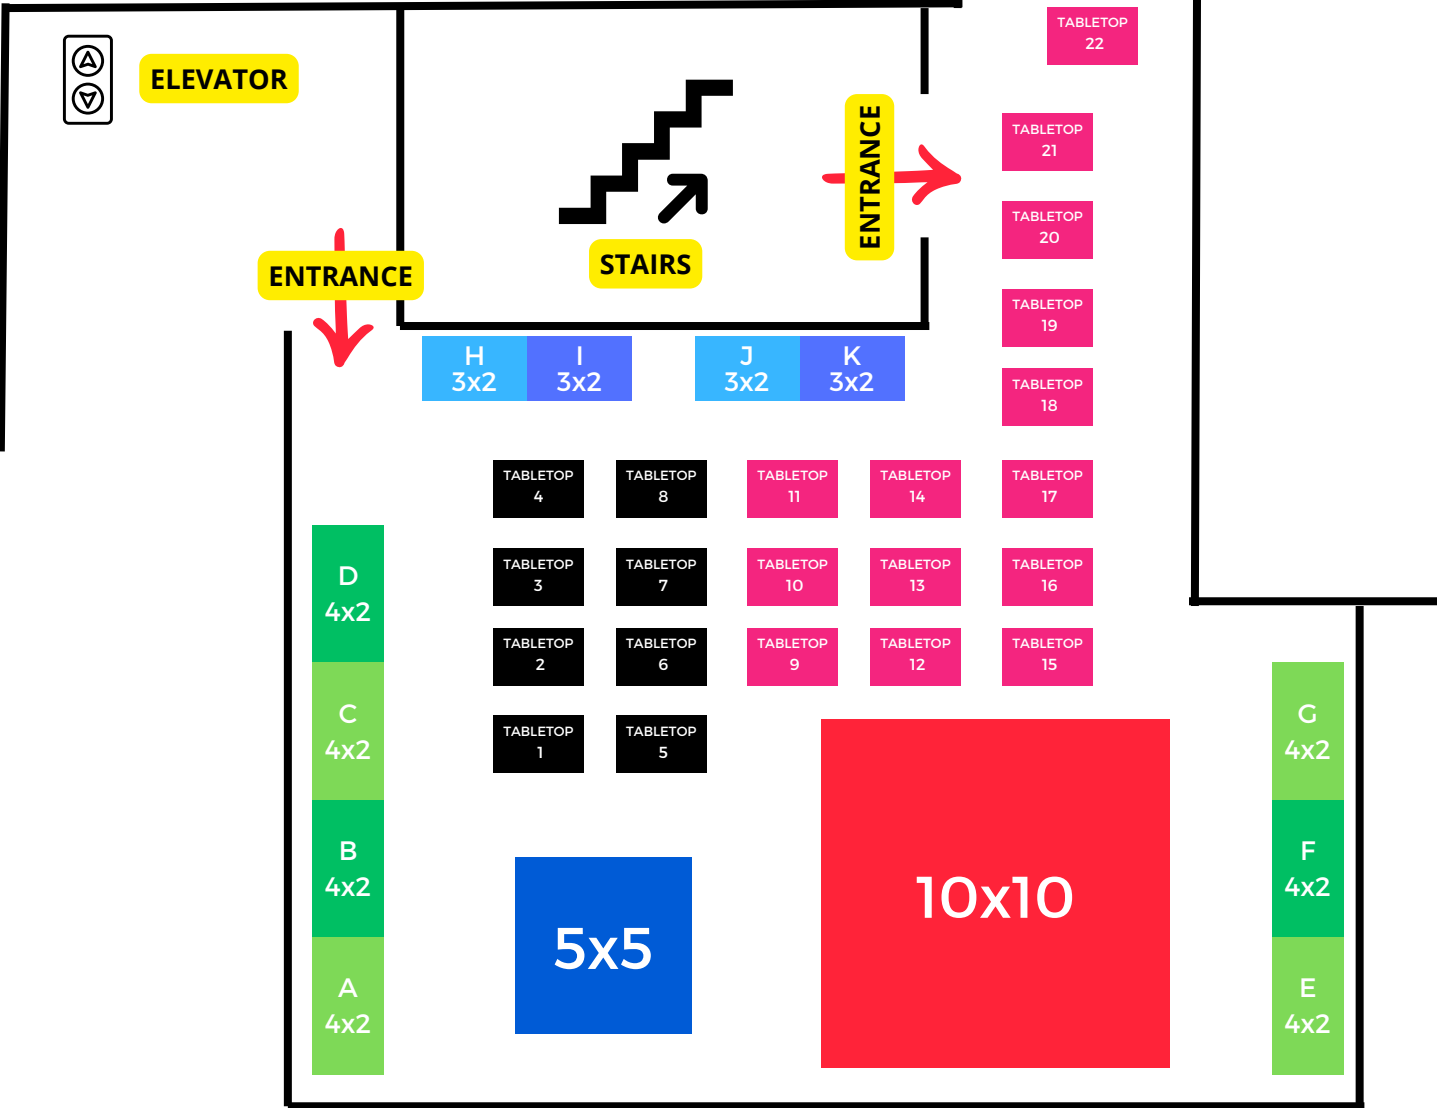 TABLETOP
22
ELEVATOR
ENTRANCE
TABLETOP
21
TABLETOP
20
STAIRS
ENTRANCE
TABLETOP
19
H
3x2
I
3x2
J
3x2
K
3x2
TABLETOP
18
TABLETOP
4
TABLETOP
8
TABLETOP
11
TABLETOP
14
TABLETOP
17
TABLETOP
3
TABLETOP
7
TABLETOP
10
TABLETOP
13
TABLETOP
16
D
4x2
TABLETOP
2
TABLETOP
6
TABLETOP
9
TABLETOP
12
TABLETOP
15
C
4x2
TABLETOP
1
TABLETOP
5
G
4x2
B
4x2
5x5
10x10
F
4x2
A
4x2
E
4x2